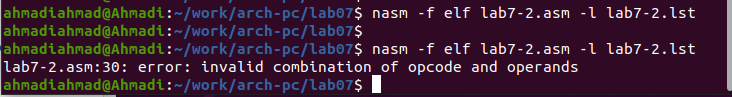 ahmadiahmad@Ahmadi:~/work/arch-pc/lab07$ nasm -f elf lab7-2.asm -l lab7-2.lst
ahmadiahmad@Ahmadi:~/work/arch-pc/lab07$
ahmadiahmad@Ahmadi:~/work/arch-pc/lab07$ nasm -f elf lab7-2.asm -l lab7-2.lst
lab7-2.asm:30: error: invalid combination of opcode and operands
ahmadiahmad@Ahmadi:~/work/arch-pc/lab07$